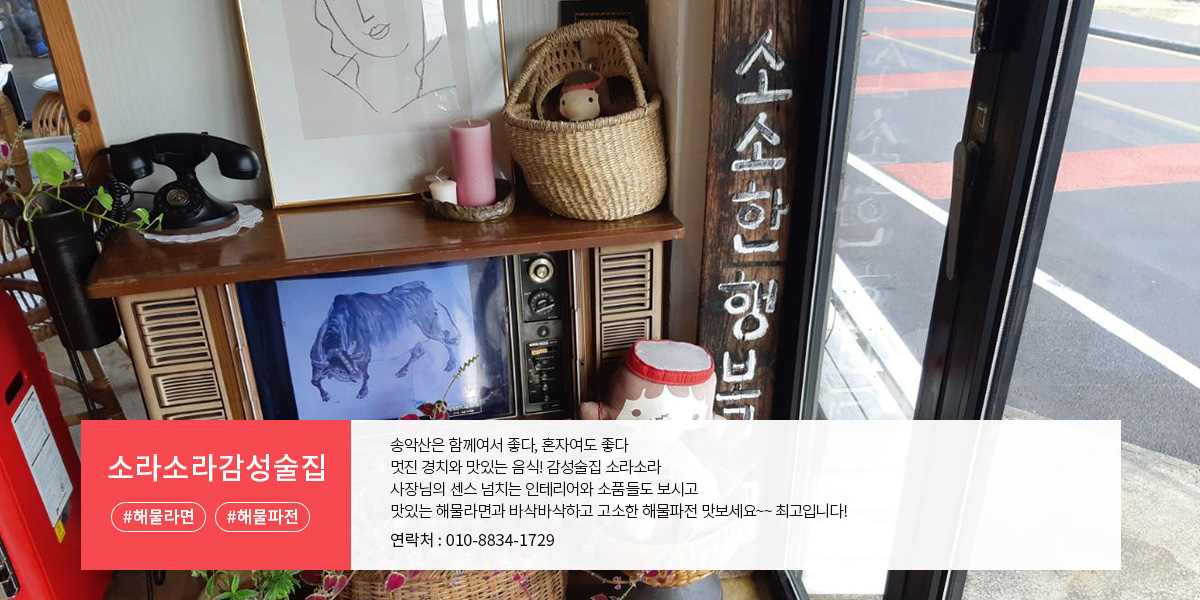 소소한 행복
소라소라감성술집
#해물라면 #해물파전
송악산은 함께여서 좋다, 혼자여도 좋다
멋진 경치와 맛있는 음식! 감성술집 소라소라
사장님의 센스 넘치는 인테리어와 소품들도 보시고
맛있는 해물라면과 바삭바삭하고 고소한 해물파전 맛보세요~~ 최고입니다!
연락처 : 010-8834-1729